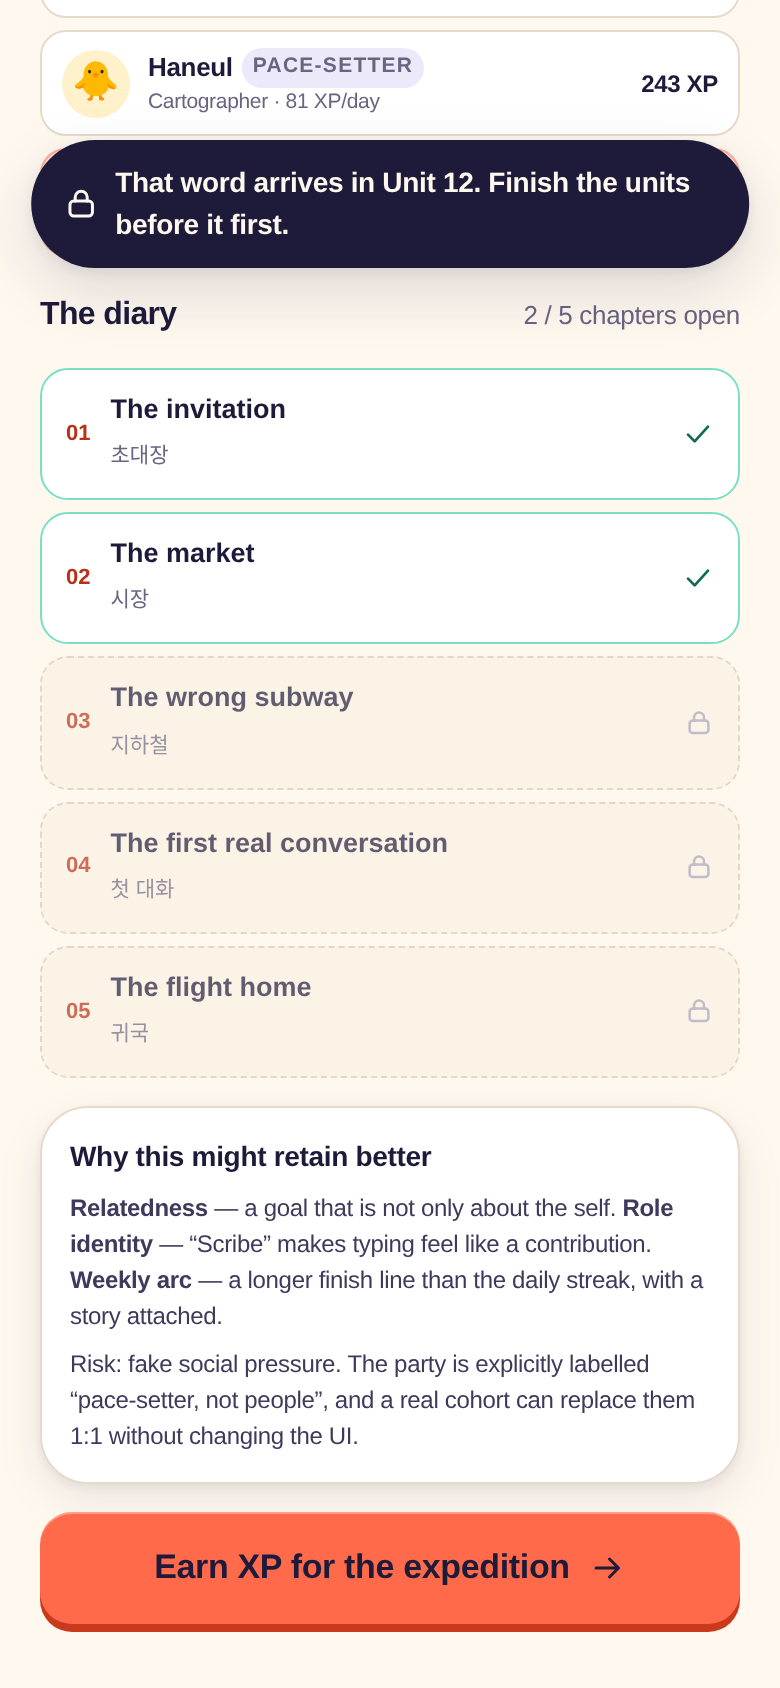 Haneul PACE-SETTER
Cartographer · 81 XP/day
243 XP
That word arrives in Unit 12. Finish the units
before it first.
The diary
2 / 5 chapters open
01
The invitation
초대장
02
The market
시장
03
The wrong subway
지하철
04
The first real conversation
첫 대화
05
The flight home
귀국
Why this might retain better
Relatedness — a goal that is not only about the self. Role
identity — “Scribe” makes typing feel like a contribution.
Weekly arc — a longer finish line than the daily streak, with a
story attached.
Risk: fake social pressure. The party is explicitly labelled
“pace-setter, not people”, and a real cohort can replace them
1:1 without changing the UI.
Earn XP for the expedition →